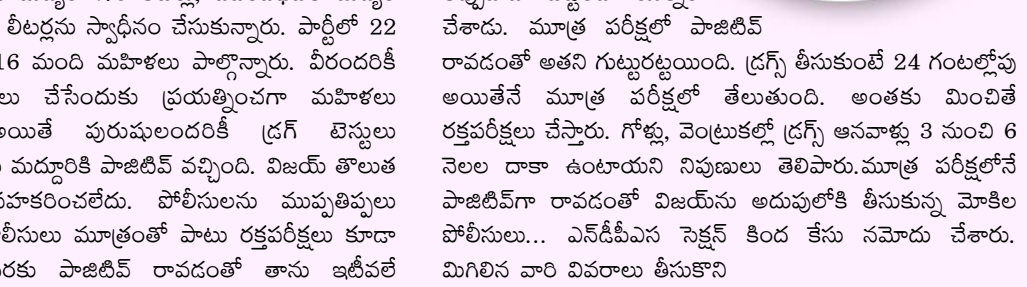 లీటర్లను స్వాధీనం చేసుకున్నారు. పార్టీలో 22
16 మంది మహిళలు పాల్గొన్నారు. వీరందరికీ
చేసేందుకు ప్రయత్నించగా మహిళలు
అయితే పురుషులందరికీ డ్రగ్ టెస్టులు
మద్దూరికి పాజిటివ్ వచ్చింది. విజయ్ తొలుత
పోలీసులను ముప్పతిప్పలు
మూత్రంతో పాటు రక్తపరీక్షలు కూడా
పాజిటివ్ రావడంతో తాను ఇటీవలే
చేశాడు. మూత్ర పరీక్షలో పాజిటివ్
రావడంతో అతని గుట్టురట్టయింది. డ్రగ్స్ తీసుకుంటే 24 గంటల్లోపు
అయితేనే మూత్ర పరీక్షలో తేలుతుంది. అంతకు మించితే
రక్తపరీక్షలు చేస్తారు. గోళ్లు, వెంట్రుకల్లో డ్రగ్స్ ఆనవాళ్లు 3 నుంచి 6
నెలల దాకా ఉంటాయని నిపుణులు తెలిపారు.మూత్ర పరీక్షలోనే
పాజిటివ్‌గా రావడంతో విజయ్‌ను అదుపులోకి తీసుకున్న మోకిల
పోలీసులు... ఎన్‌డీపీఎస సెక్షన్ కింద కేసు నమోదు చేశారు.
మిగిలిన వారి వివరాలు తీసుకొని